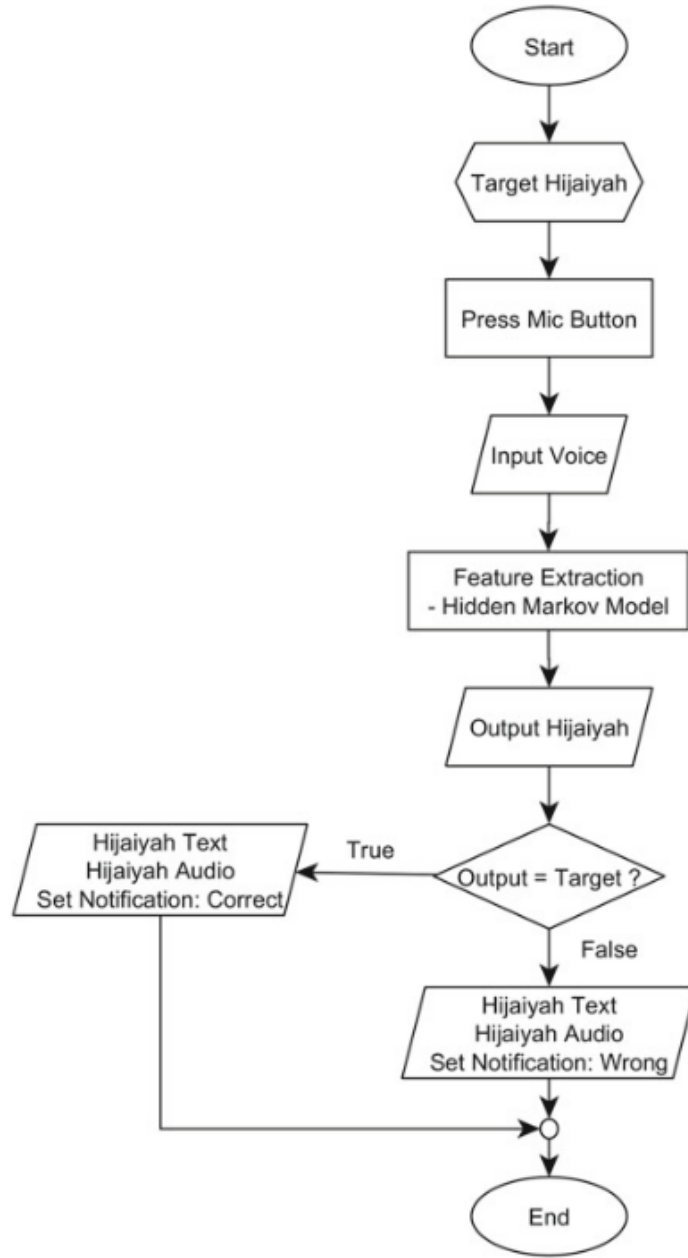 Start
Target Hijaiyah
Press Mic Button
Input Voice
Feature Extraction
- Hidden Markov Model
Output Hijaiyah
Output = Target ?
True
Hijaiyah Text
Hijaiyah Audio
Set Notification: Correct
False
Hijaiyah Text
Hijaiyah Audio
Set Notification: Wrong
End